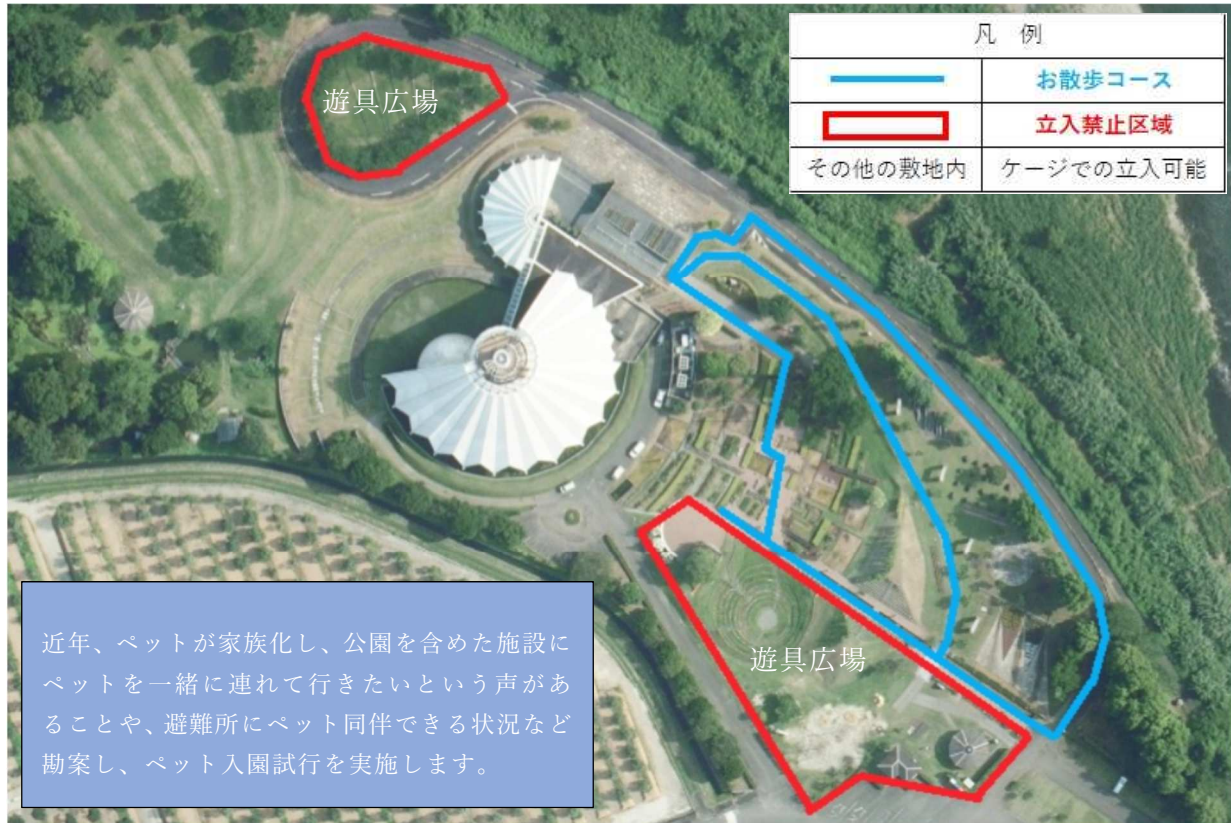 遊具広場
凡 例
お散歩コース
立入禁止区域
その他の敷地内 ケージでの立入可能
遊具広場
近年、ペットが家族化し、公園を含めた施設に
ペットを一緒に連れて行きたいという声があ
ることや、避難所にペット同伴できる状況など
勘案し、ペット入園試行を実施します。